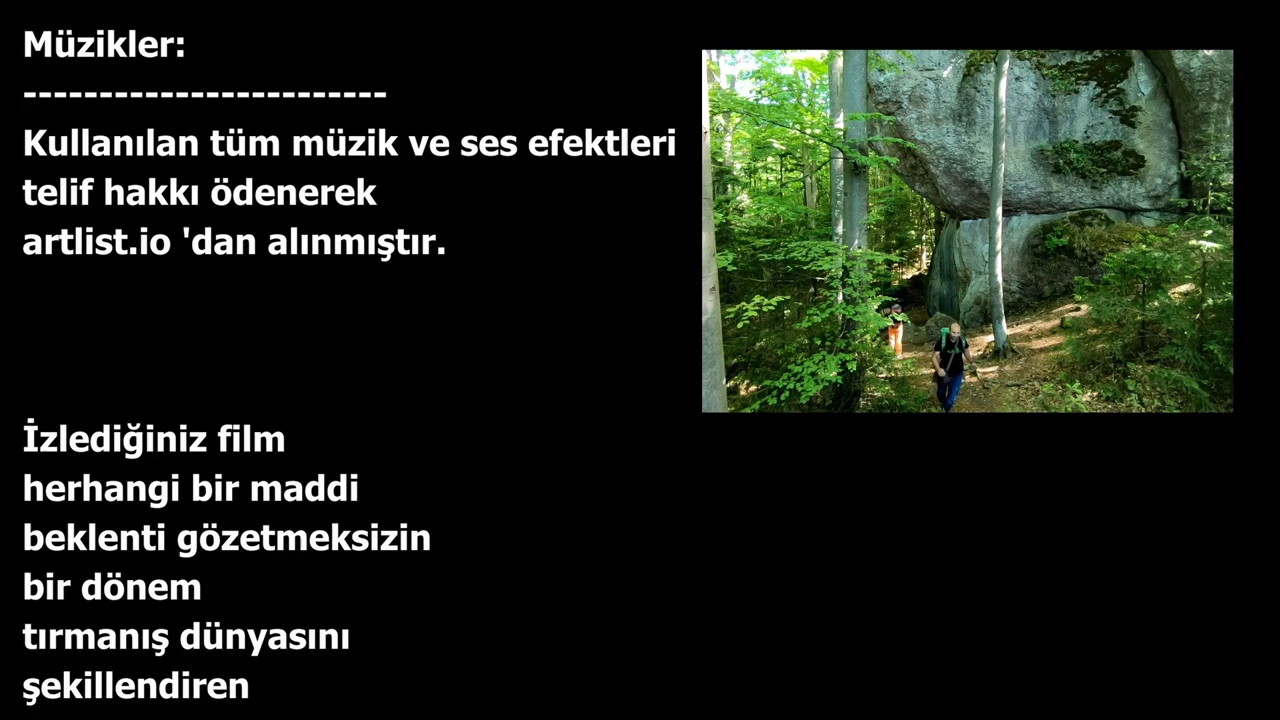 Müzikler:
------------------------
Kullanılan tüm müzik ve ses efektleri
telif hakkı ödenerek
artlist.io 'dan alınmıştır.
İzlediğiniz film
herhangi bir maddi
beklenti gözetmeksizin
bir dönem
tırmanış dünyasını
şekillendiren